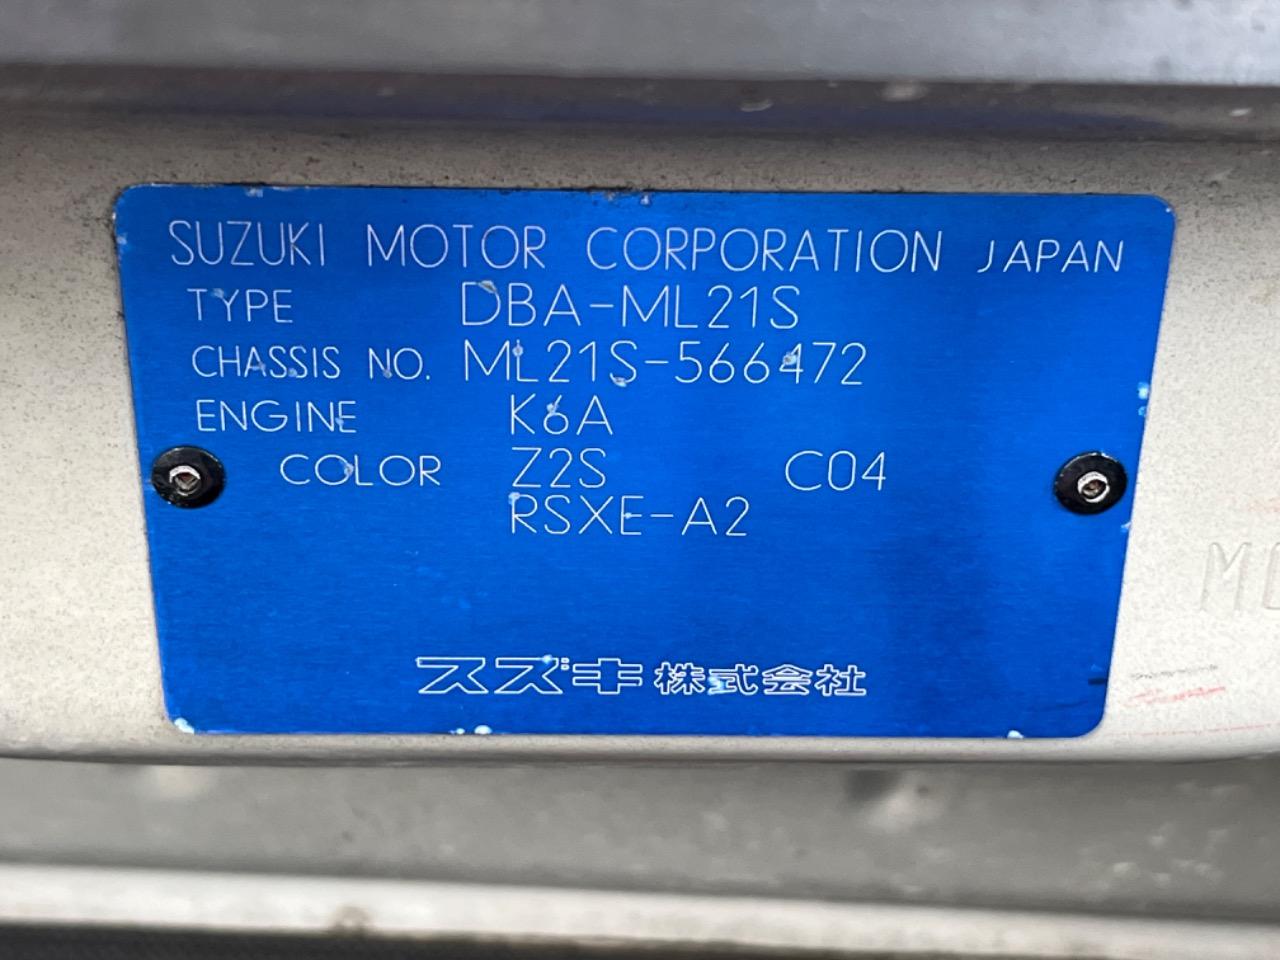 SUZUKI MOTOR CORPORATION JAPAN
TYPE DBA-ML21S
CHASSIS NO. ML21S-566472
ENGINE K6A
COLOR Z2S C04
RSXE-A2
スズキ株式会社